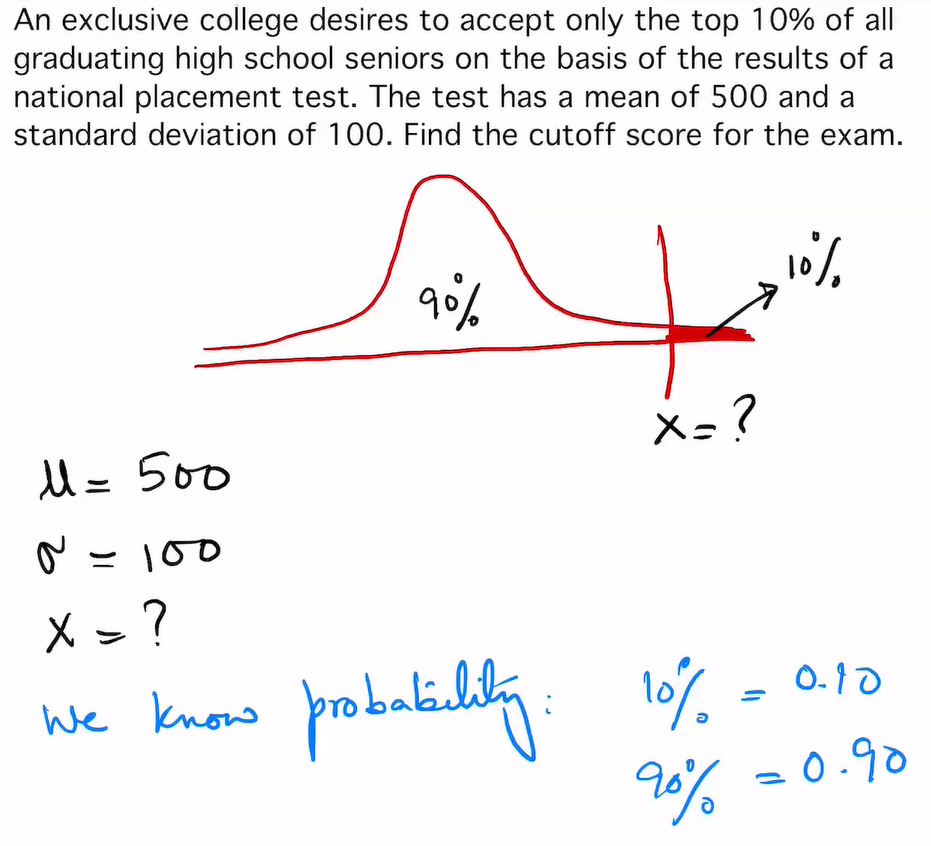 An exclusive college desires to accept only the top 10% of all
graduating high school seniors on the basis of the results of a
national placement test. The test has a mean of 500 and a
standard deviation of 100. Find the cutoff score for the exam.
10%
90%
x = ?
μ = 500
σ = 100
x = ?
We know probability: 10% = 0.10
90% = 0.90